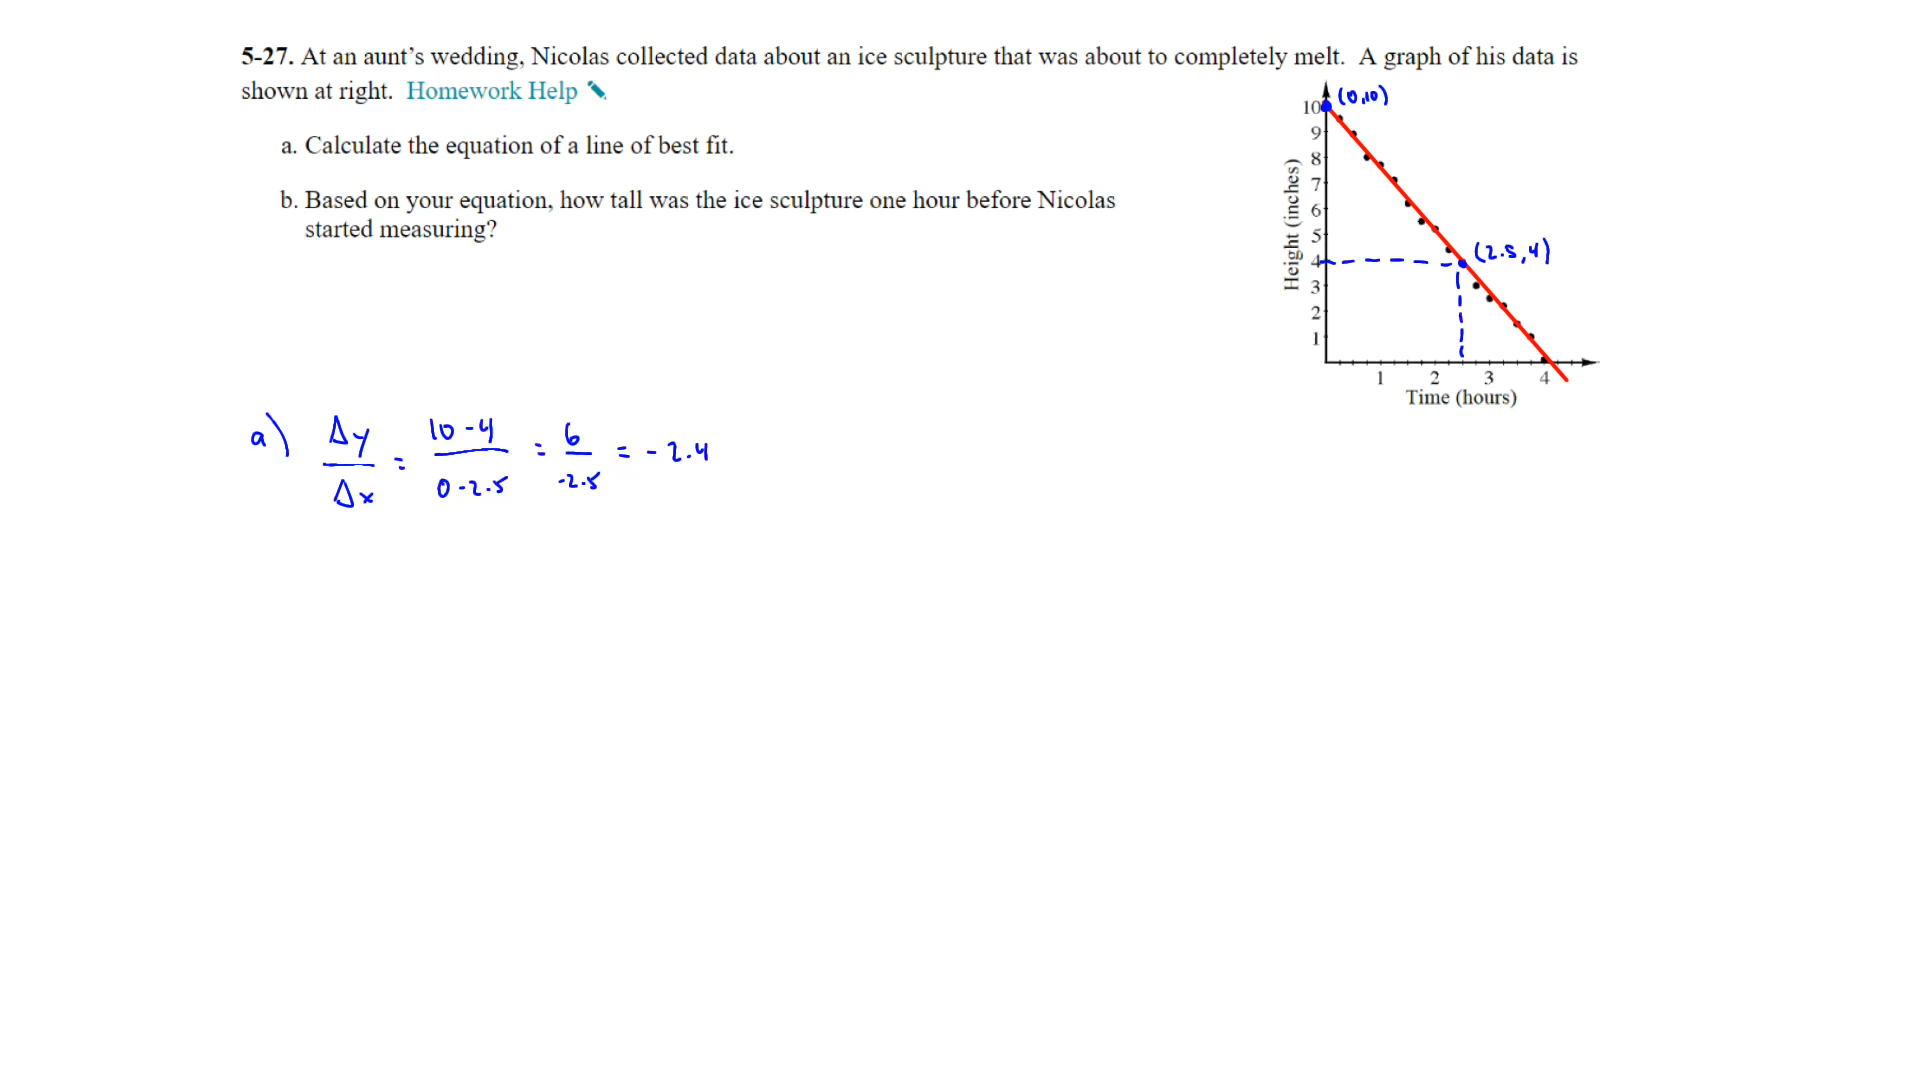 5-27. At an aunt’s wedding, Nicolas collected data about an ice sculpture that was about to completely melt. A graph of his data is
shown at right. Homework Help
a. Calculate the equation of a line of best fit.
b. Based on your equation, how tall was the ice sculpture one hour before Nicolas
started measuring?
(0,10)
10
9
8
7
6
5
4
3
2
1
Height (inches)
(2.5,4)
1 2 3 4
Time (hours)
a) Δy/Δx = 10-4/0-2.5 = 6/-2.5 = -2.4